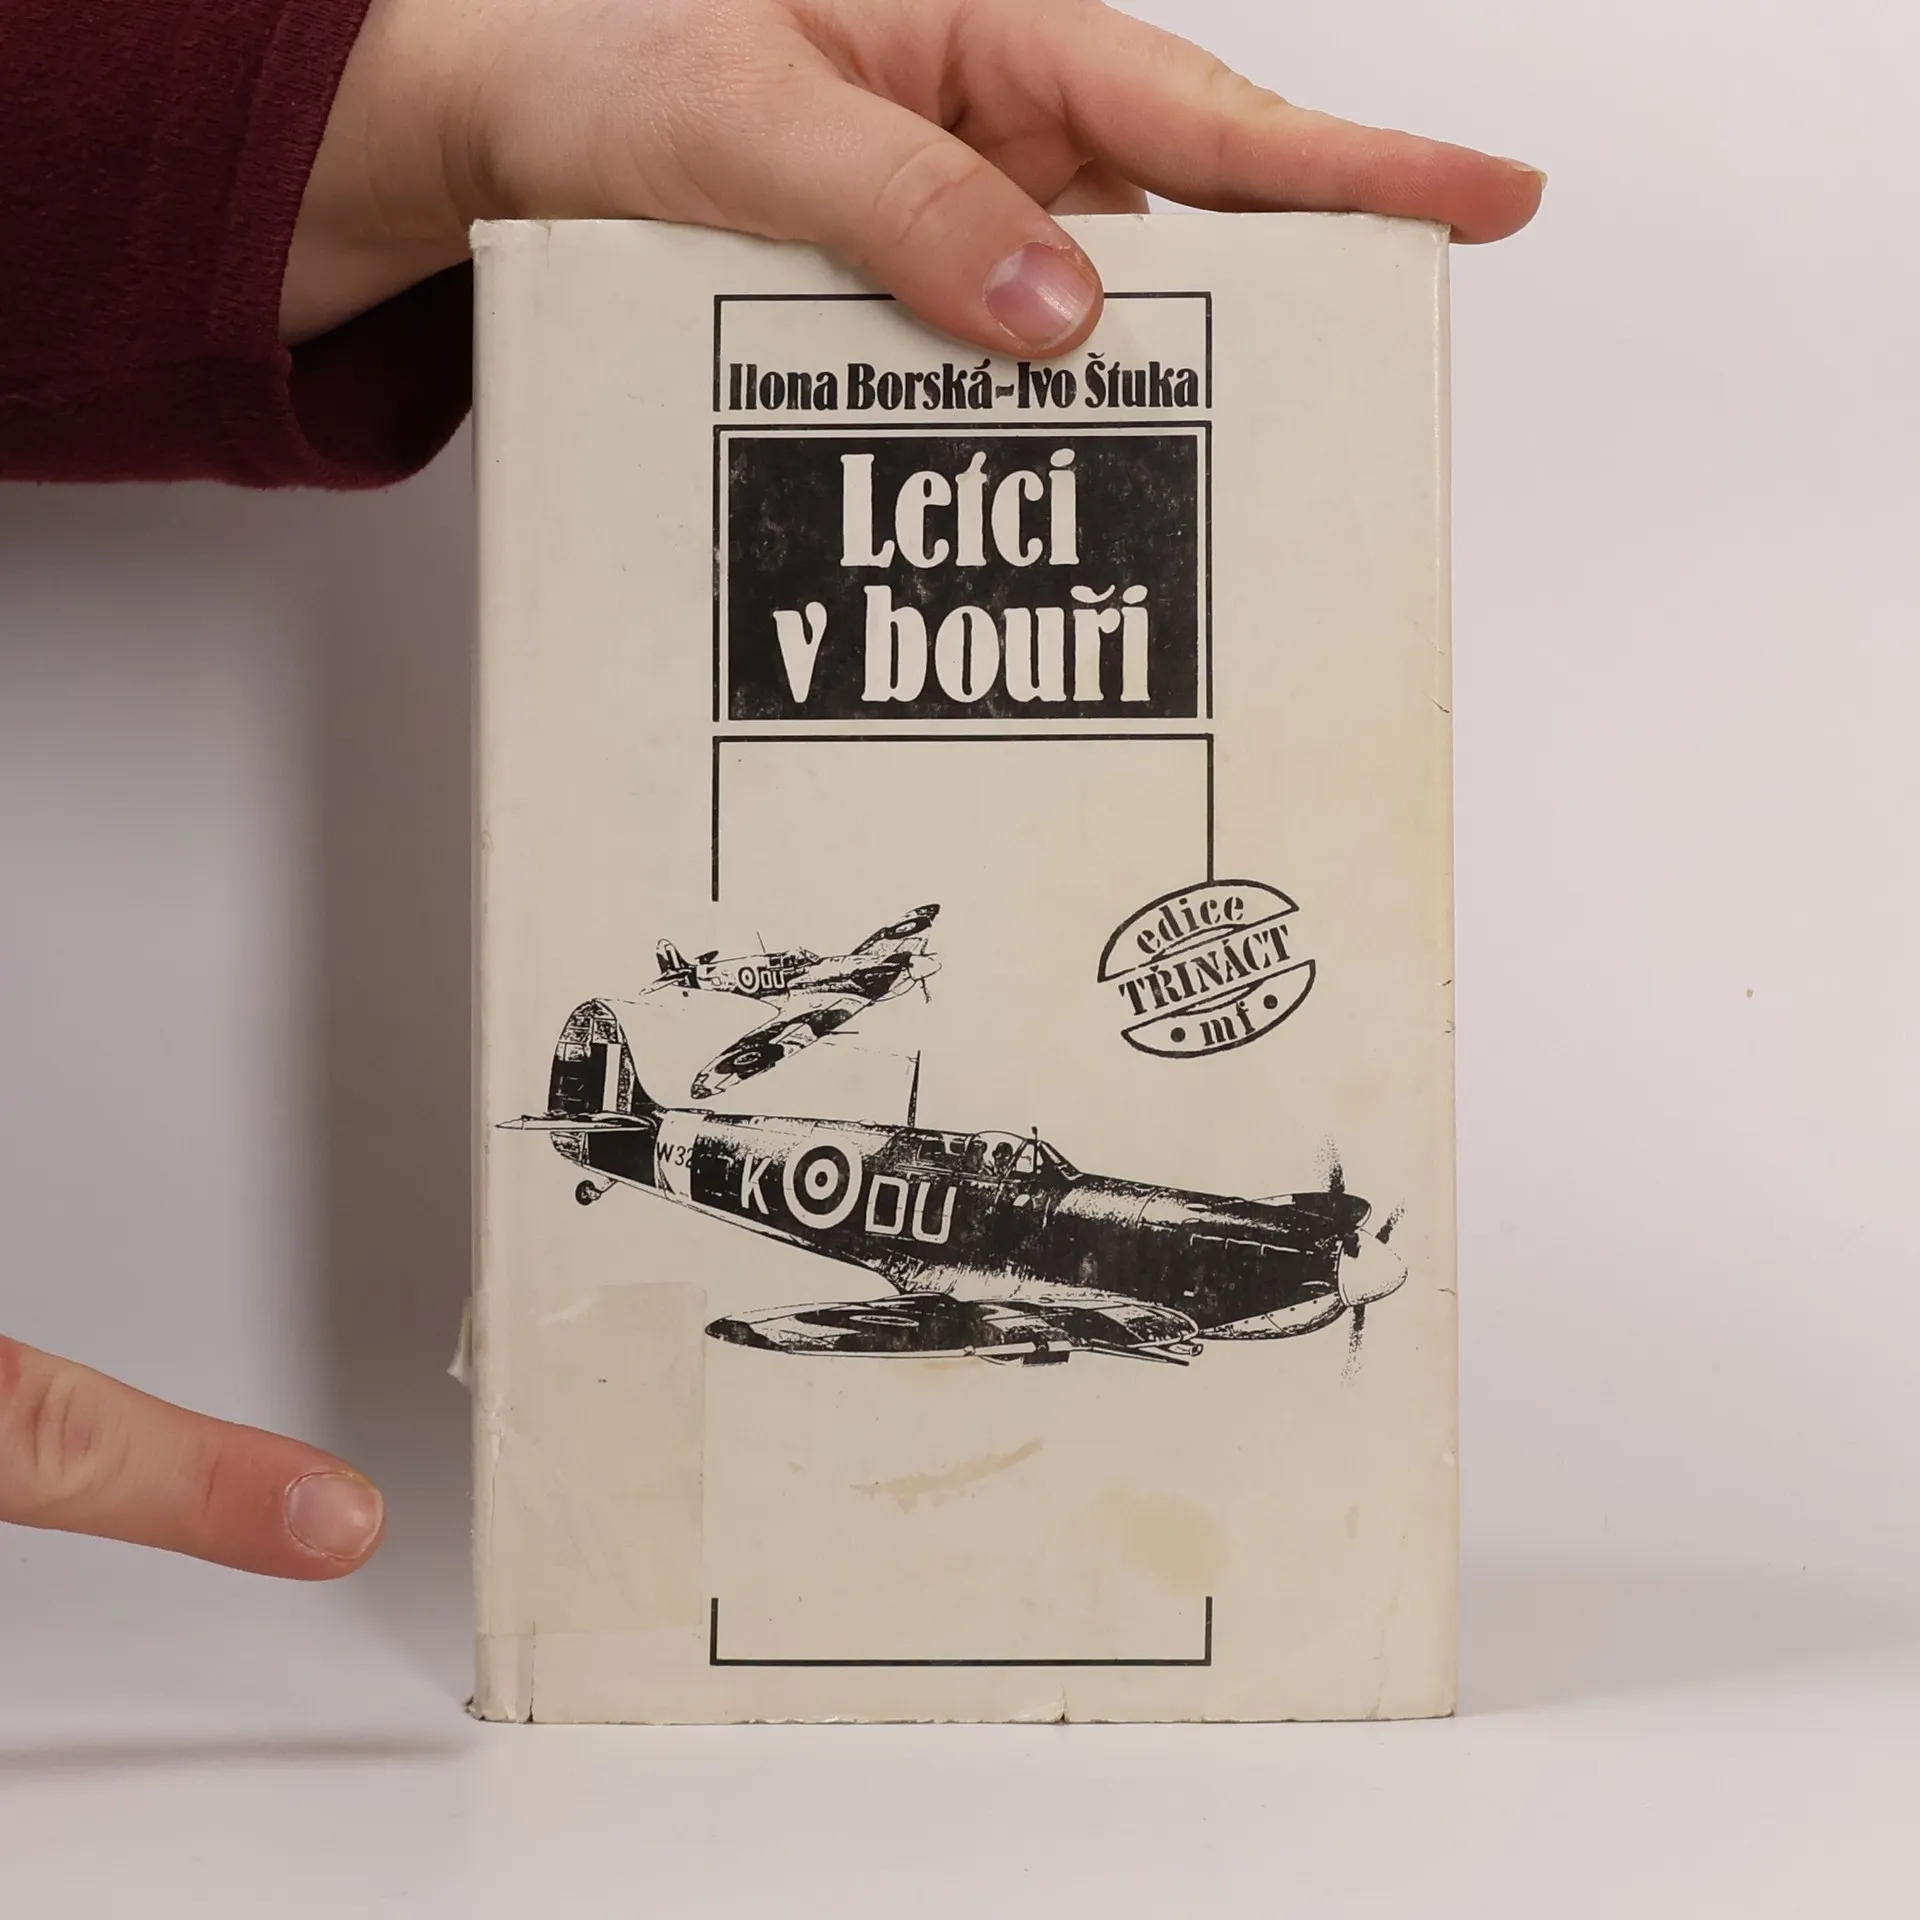 Ilona Borská-Ivo Štuka
Letci
v bouři
edice
TŘINÁCT
• mf •
DU
W32
K DU